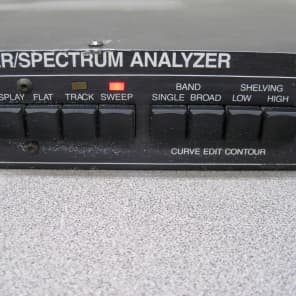 R/SPECTRUM ANALYZER
SPLAY FLAT TRACK SWEEP
BAND
SINGLE BROAD
SHELVING
LOW HIGH
CURVE EDIT CONTOUR